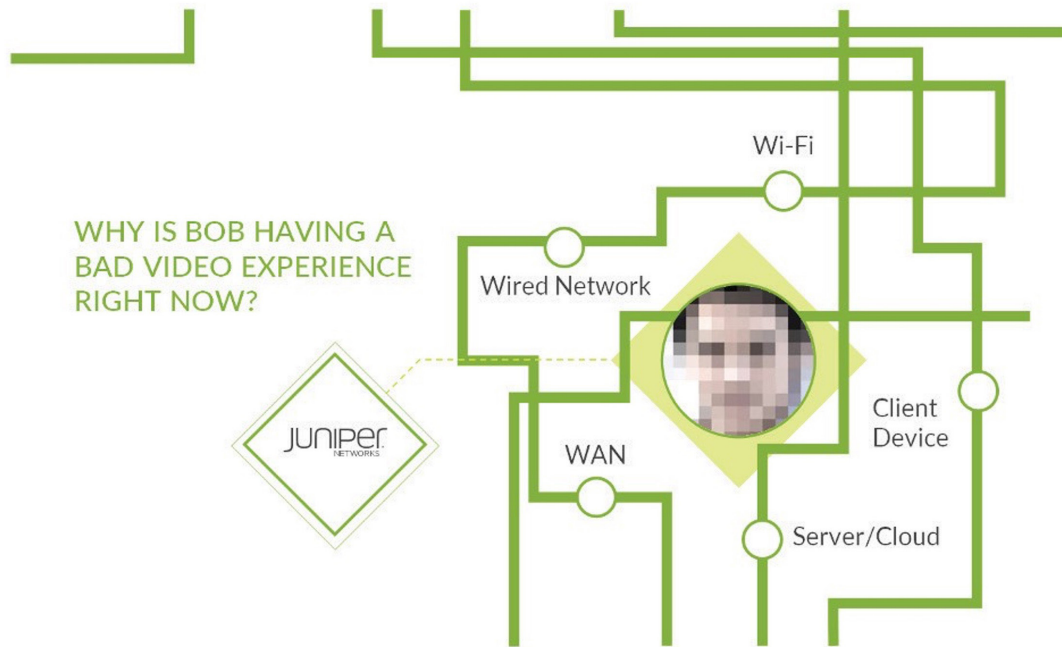 Wi-Fi
WHY IS BOB HAVING A
BAD VIDEO EXPERIENCE
RIGHT NOW?
Wired Network
Client
Device
JUNIPEr
NETWORKS
WAN
Server/Cloud